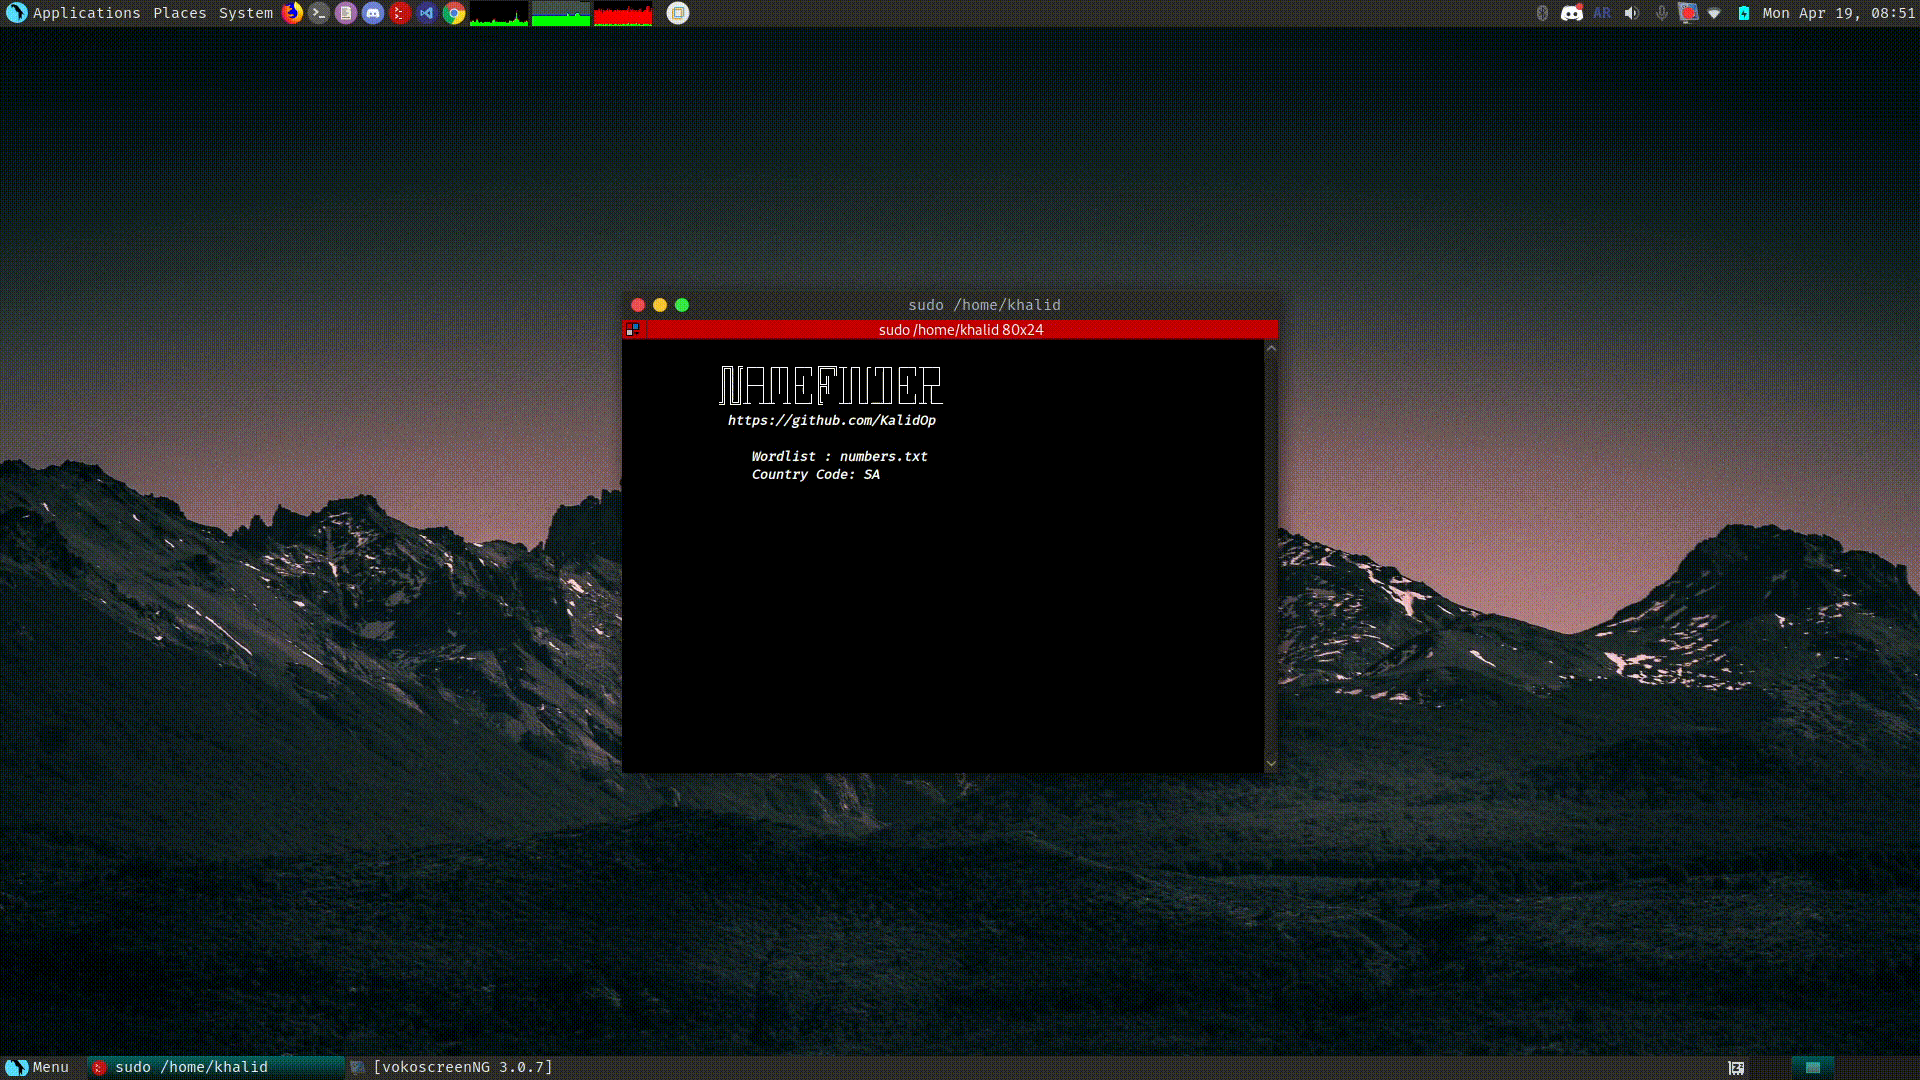 Applications Places System
AR
Mon Apr 19, 08:51
sudo /home/khalid
sudo /home/khalid 80x24
NAMEFINDER
https://github.com/KalidOp
Wordlist : numbers.txt
Country Code: SA
Menu
sudo /home/khalid
[vokoscreenNG 3.0.7]